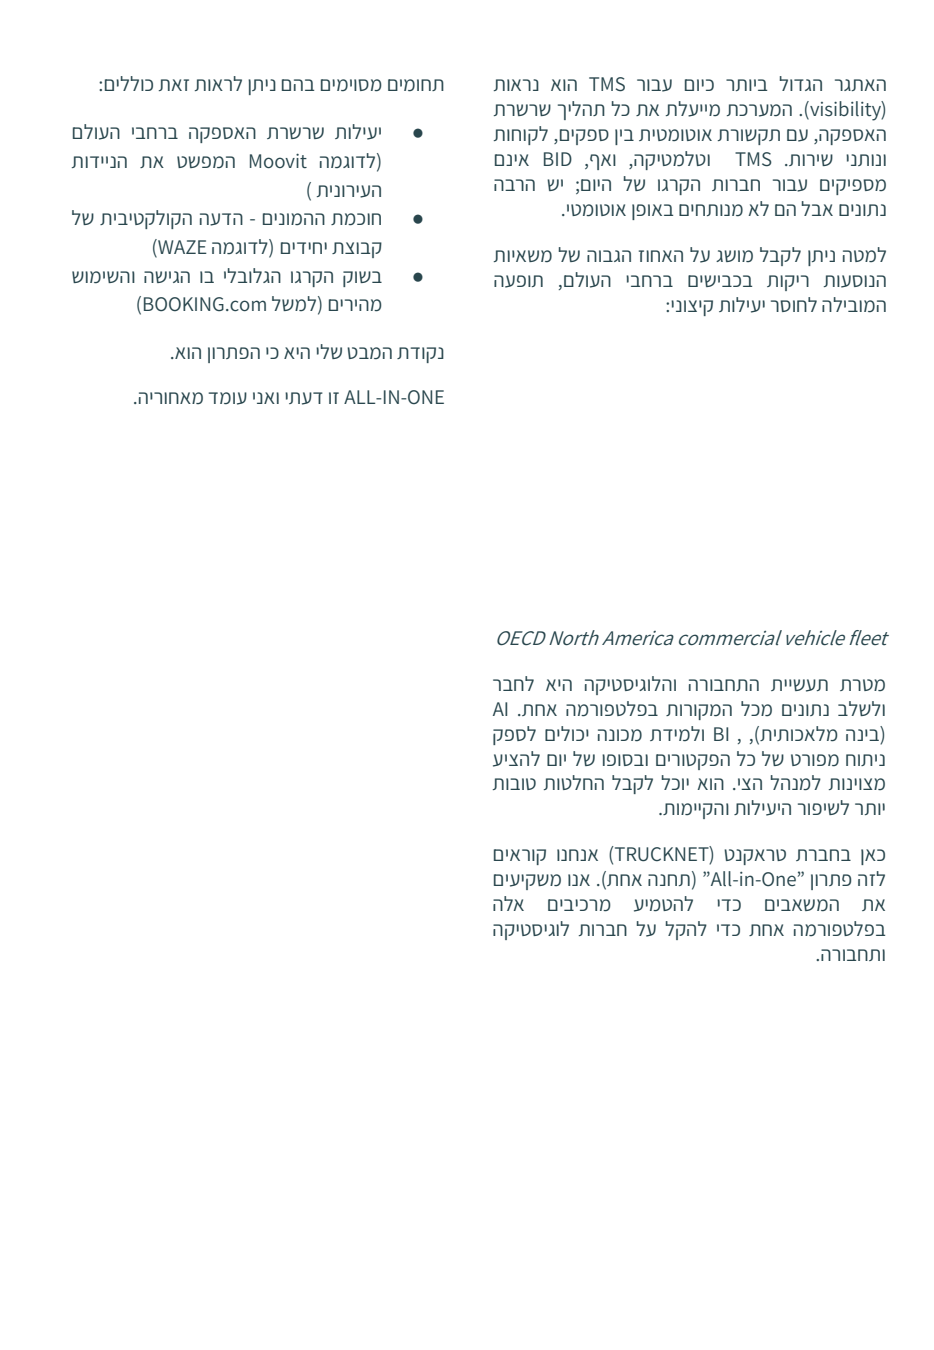 האתגר הגדול ביותר כיום עבור TMS הוא נראות
(visibility). המערכת מייעלת את כל תהליך שרשרת
האספקה, עם תקשורת אוטומטית בין ספקים, לקוחות
ונותני שירות. TMS וטלמטיקה, ואף, BID אינם
מספיקים עבור חברות הקרגו של היום; יש הרבה
נתונים אבל הם לא מנותחים באופן אוטומטי.
למטה ניתן לקבל מושג על האחוז הגבוה של משאיות
הנוסעות ריקות בכבישים ברחבי העולם, תופעה
המובילה לחוסר יעילות קיצוני:
OECD North America commercial vehicle fleet
מטרת תעשיית התחבורה והלוגיסטיקה היא לחבר
ולשלב נתונים מכל המקורות בפלטפורמה אחת. AI
(בינה מלאכותית), , BI ולמידת מכונה יכולים לספק
ניתוח מפורט של כל הפקטורים ובסופו של יום להציע
מצוינות למנהל הצי. הוא יוכל לקבל החלטות טובות
יותר לשיפור היעילות והקיימות.
כאן בחברת טראקנט (TRUCKNET) אנחנו קוראים
לזה פתרון ”All-in-One” (תחנה אחת). אנו משקיעים
את המשאבים כדי להטמיע מרכיבים אלה
בפלטפורמה אחת כדי להקל על חברות לוגיסטיקה
ותחבורה.
תחומים מסוימים בהם ניתן לראות זאת כוללים:
● יעילות שרשרת האספקה ברחבי העולם
(לדוגמה Moovit המפשט את הניידות
העירונית )
● חוכמת ההמונים - הדעה הקולקטיבית של
קבוצת יחידים (לדוגמה WAZE)
● בשוק הקרגו הגלובלי בו הגישה והשימוש
מהירים (למשל BOOKING.com)
נקודת המבט שלי היא כי הפתרון הוא.
ALL-IN-ONE זו דעתי ואני עומד מאחוריה.